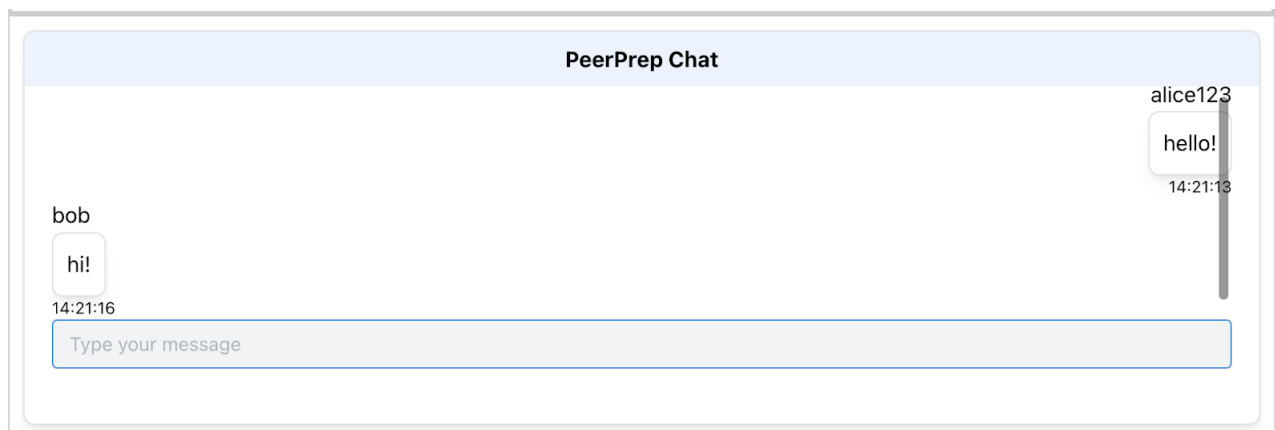 PeerPrep Chat
alice123
hello!
14:21:13
bob
hi!
14:21:16
Type your message